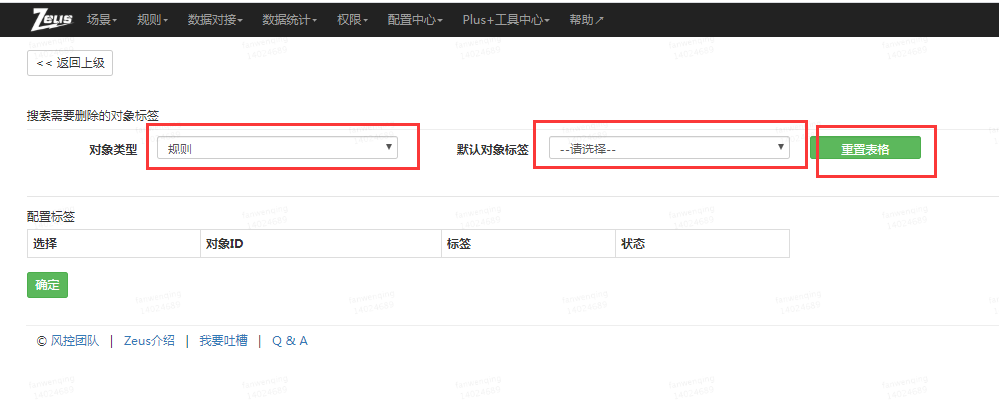 Zeus 场景 规则 数据对接 数据统计 权限 配置中心 Plus+工具中心 帮助↗
<< 返回上级
搜索需要删除的对象标签
对象类型 规则 默认对象标签 --请选择-- 重置表格
配置标签
选择 对象ID 标签 状态
确定
© 风控团队 | Zeus介绍 | 我要吐槽 | Q & A